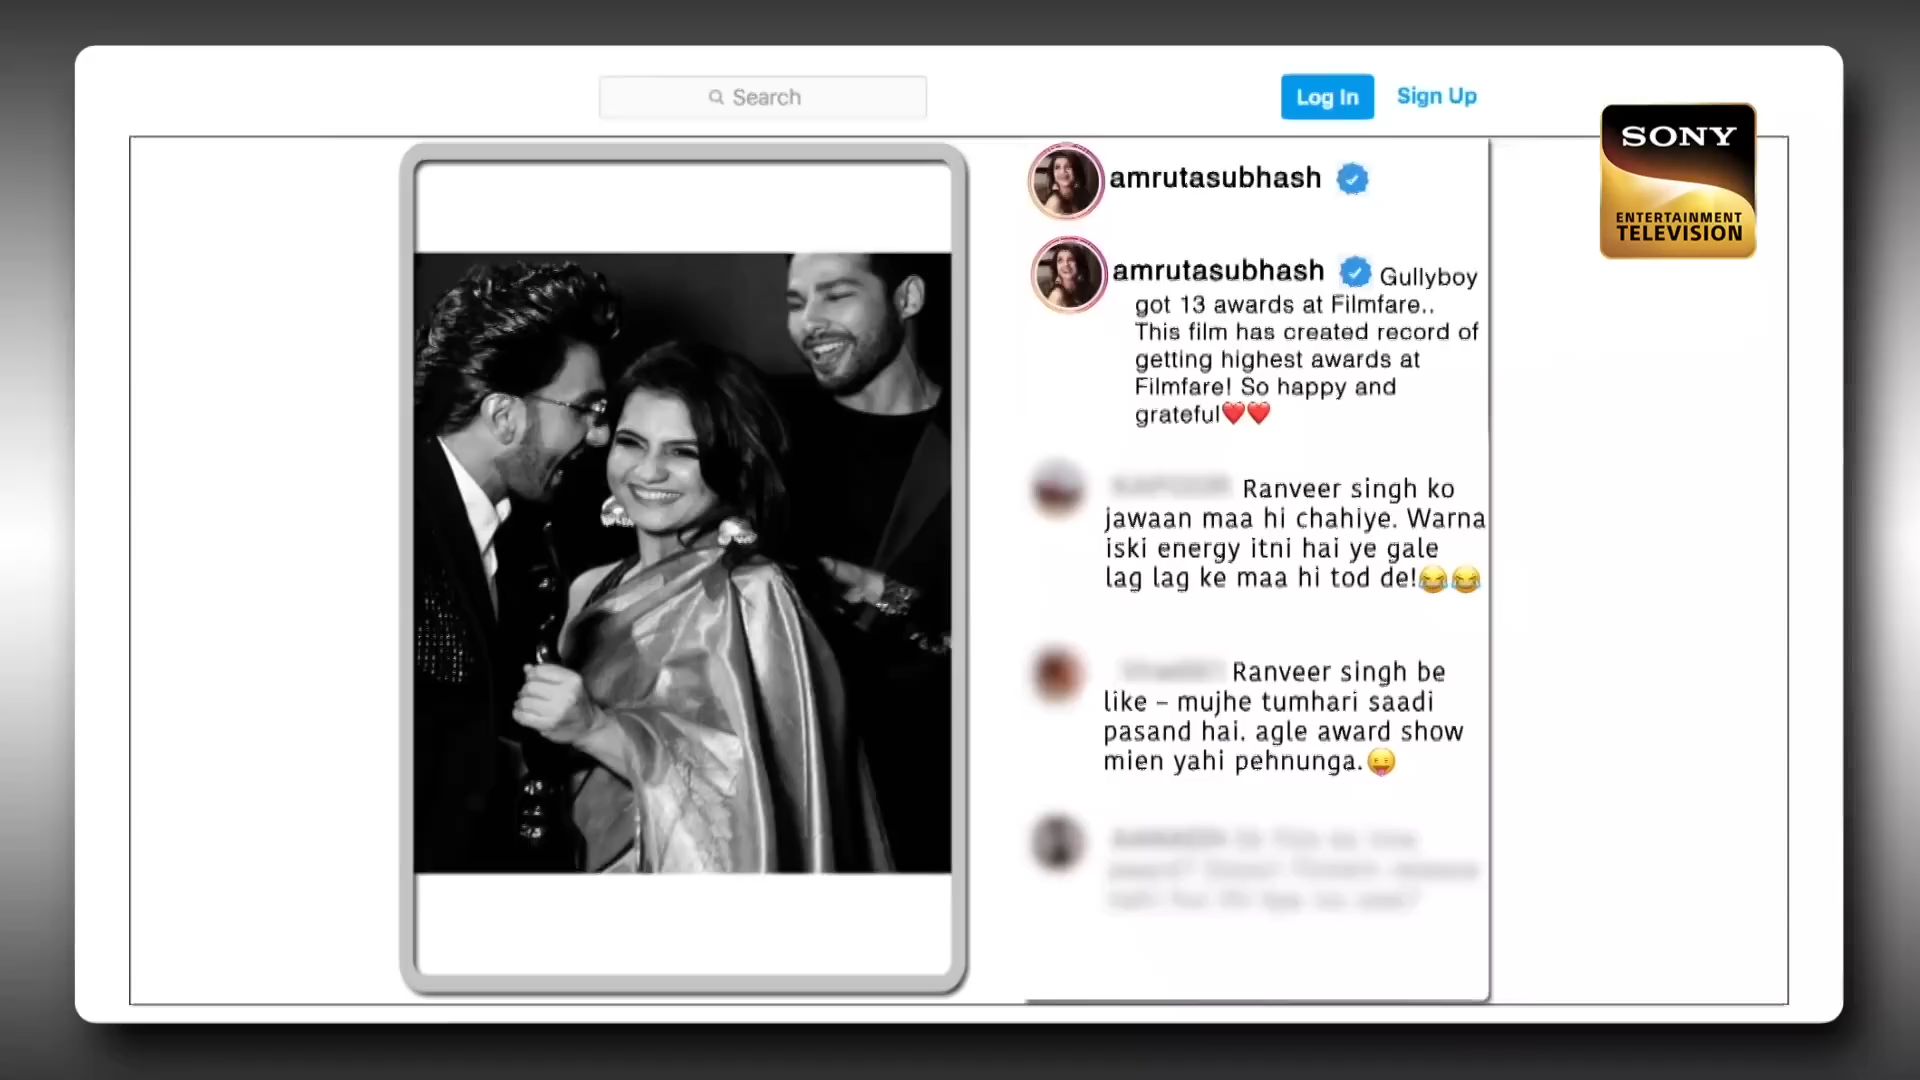 Search
Log In
Sign Up
SONY
ENTERTAINMENT
TELEVISION
amrutasubhash
amrutasubhash Gullyboy
got 13 awards at Filmfare..
This film has created record of
getting highest awards at
Filmfare! So happy and
grateful❤️❤️
Ranveer singh ko
jawaan maa hi chahiye. Warna
iski energy itni hai ye gale
lag lag ke maa hi tod de!😂😂
Ranveer singh be
like – mujhe tumhari saadi
pasand hai. agle award show
mien yahi pehnunga.😛